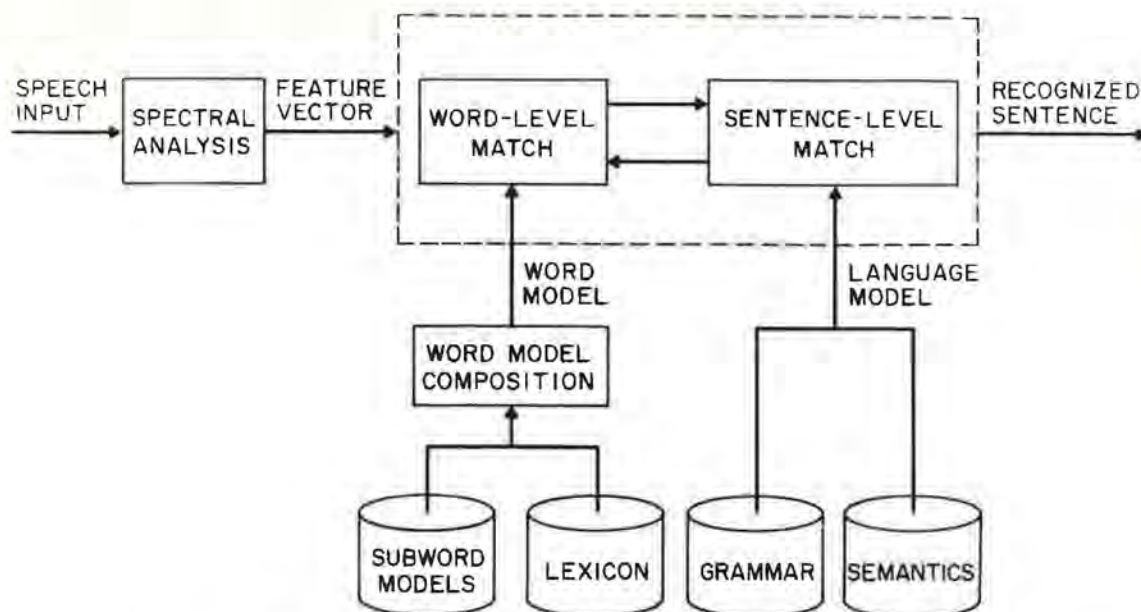 SPEECH
INPUT
SPECTRAL
ANALYSIS
FEATURE
VECTOR
WORD-LEVEL
MATCH
SENTENCE-LEVEL
MATCH
RECOGNIZED
SENTENCE
WORD
MODEL
LANGUAGE
MODEL
WORD MODEL
COMPOSITION
SUBWORD
MODELS
LEXICON
GRAMMAR
SEMANTICS